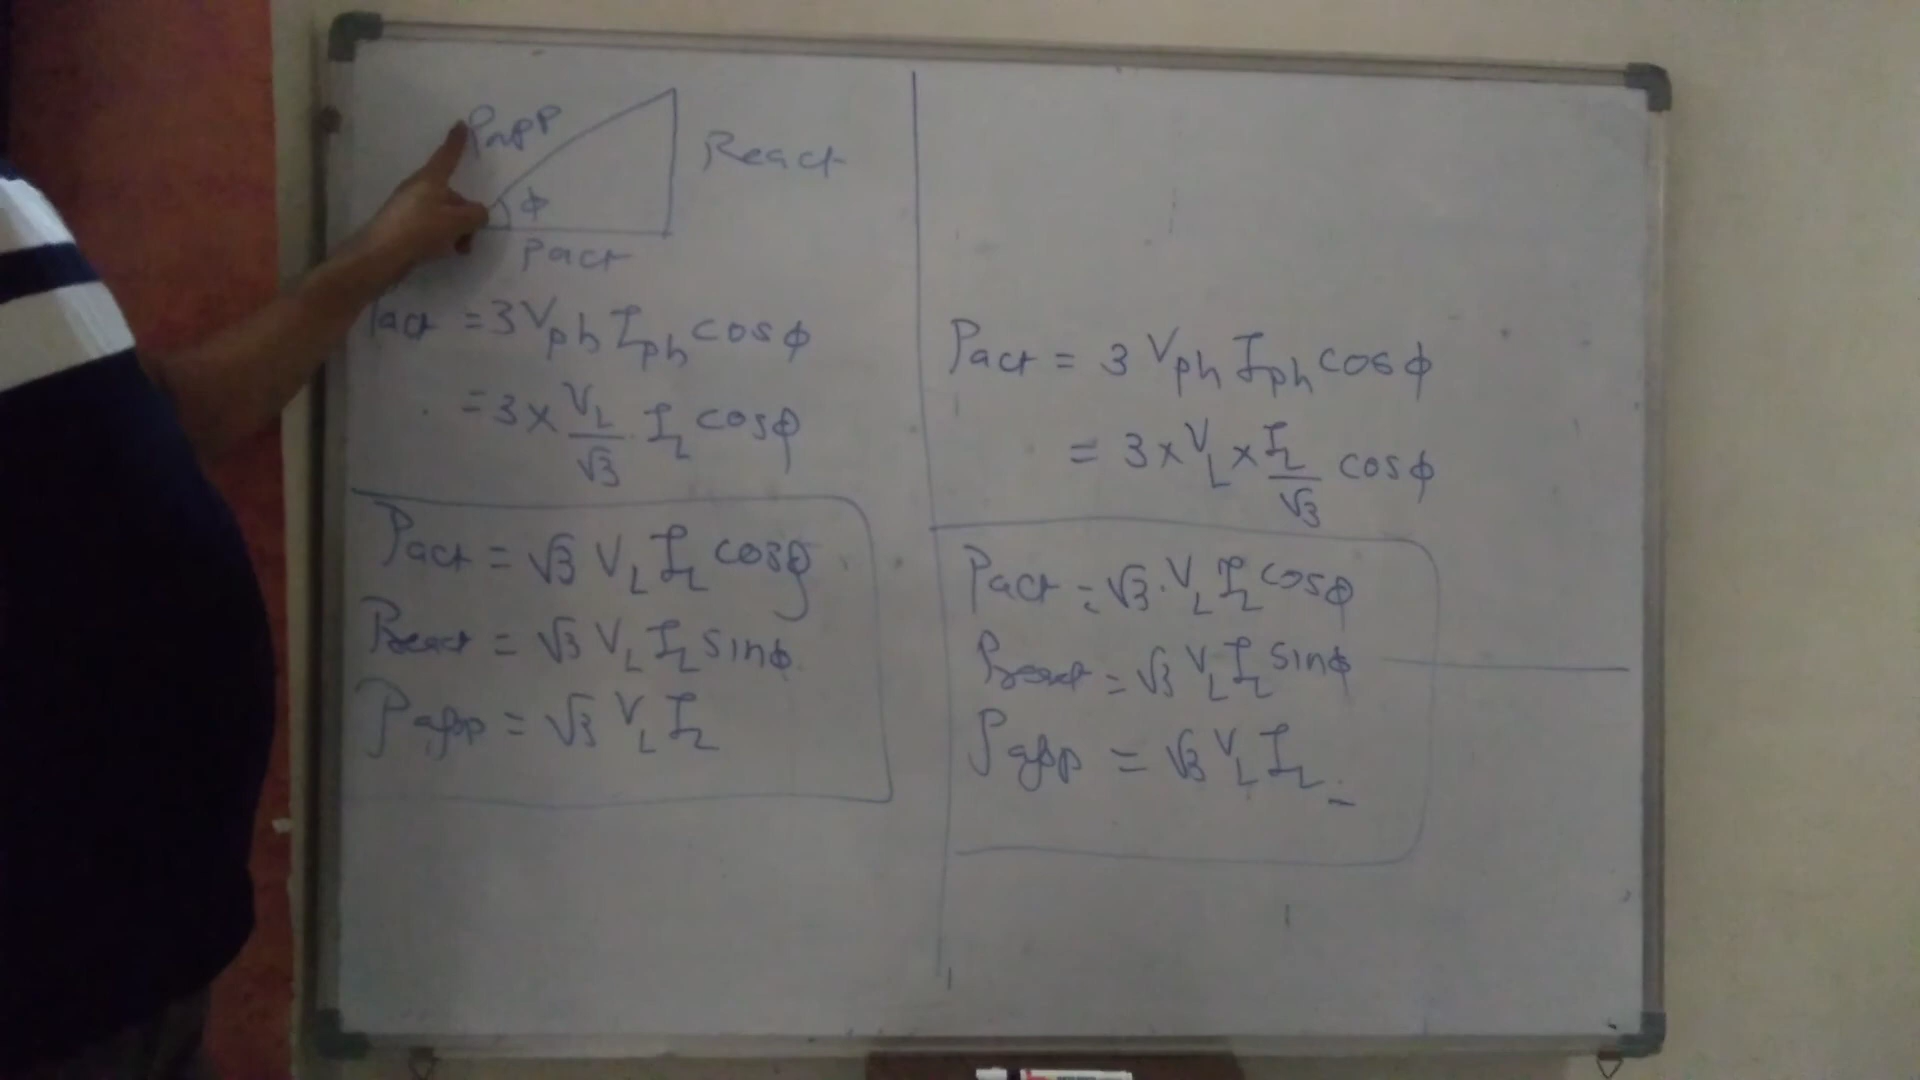 Papp
React
ϕ
Pact
Pact = 3 Vph Iph cosϕ
= 3 × VL/√3 . IL cosϕ
Pact = √3 VL IL cosϕ
Preact = √3 VL IL sinϕ
Papp = √3 VL IL
Pact = 3 Vph Iph cosϕ
= 3 × VL × IL/√3 cosϕ
Pact = √3 . VL IL cosϕ
Preact = √3 VL IL sinϕ
Papp = √3 VL IL